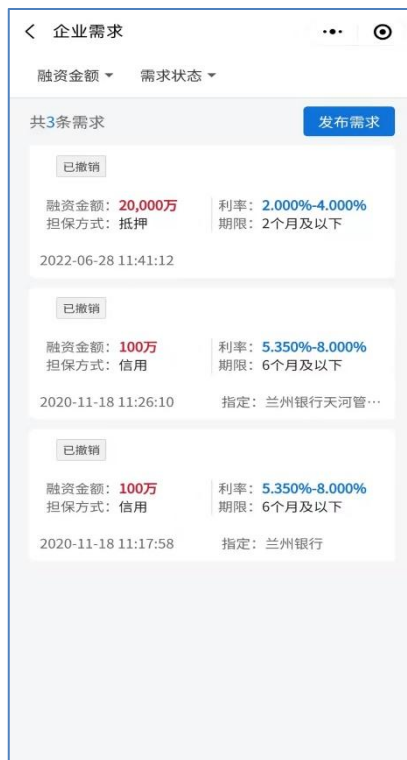 企业需求
融资金额 需求状态
共3条需求 发布需求
已撤销
融资金额：20,000万 利率：2.000%-4.000%
担保方式：抵押 期限：2个月及以下
2022-06-28 11:41:12
已撤销
融资金额：100万 利率：5.350%-8.000%
担保方式：信用 期限：6个月及以下
2020-11-18 11:26:10 指定：兰州银行天河管…
已撤销
融资金额：100万 利率：5.350%-8.000%
担保方式：信用 期限：6个月及以下
2020-11-18 11:17:58 指定：兰州银行